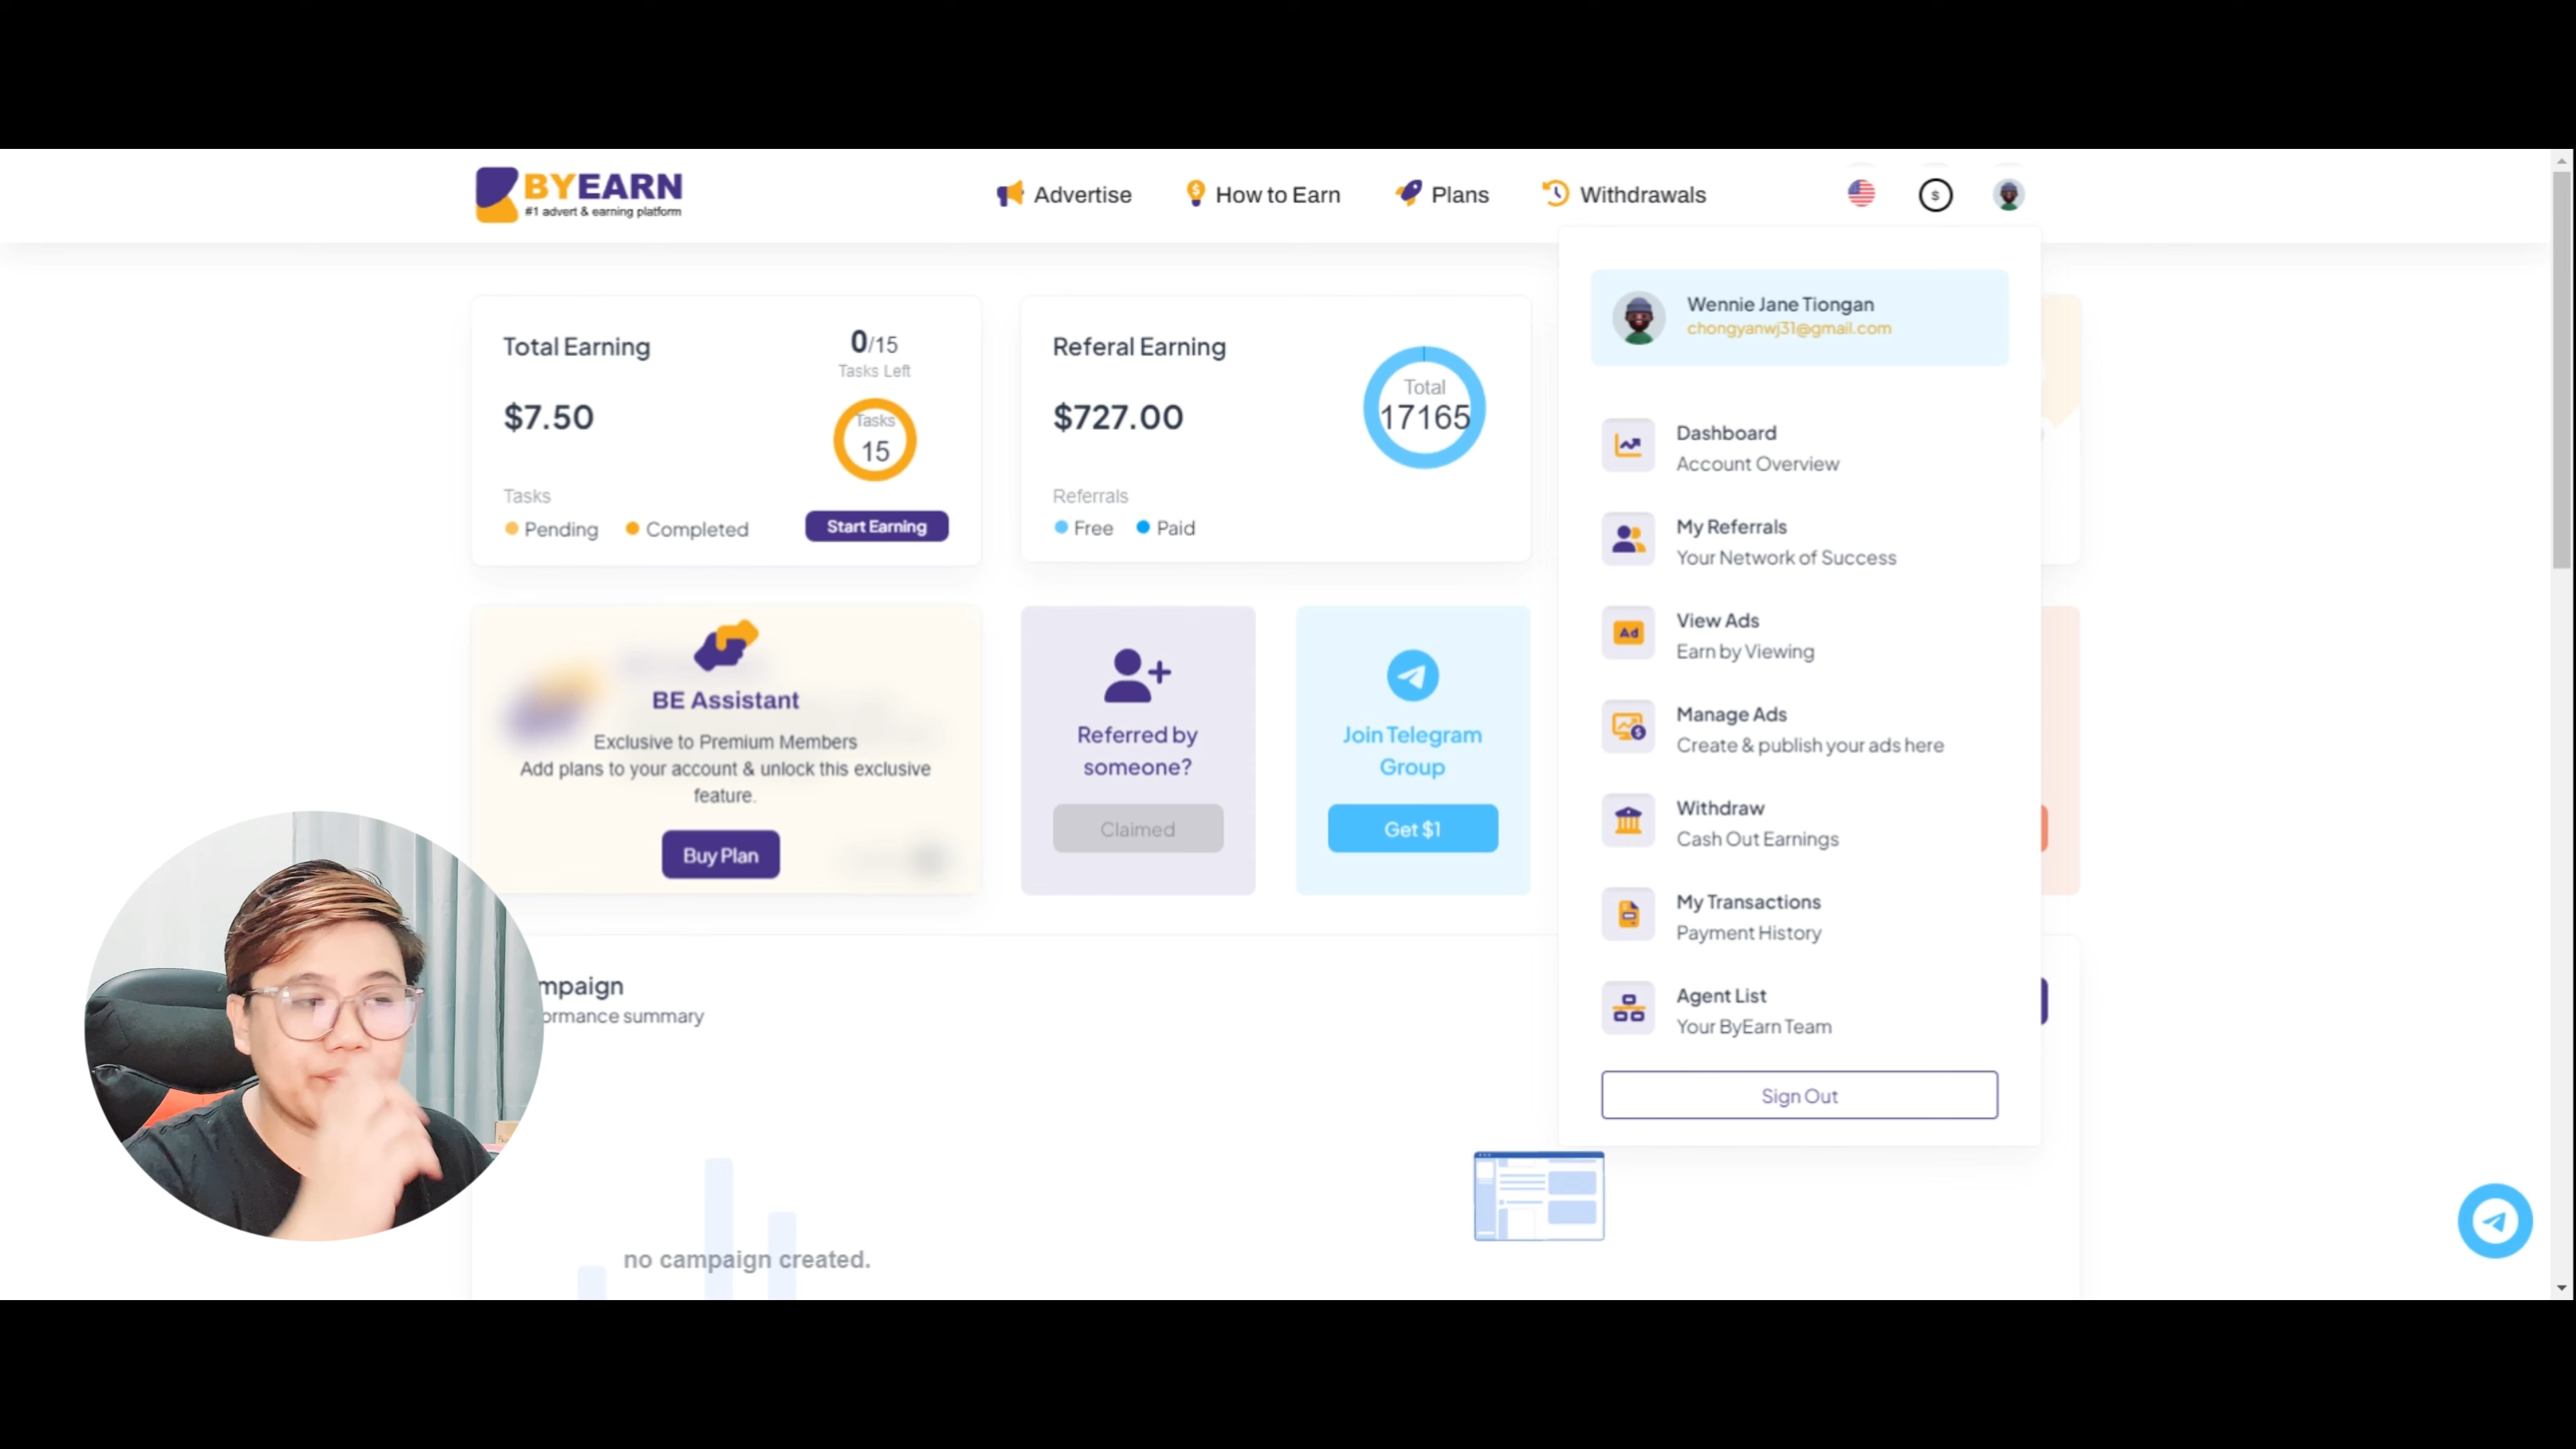 BYEARN
#1 advert & earning platform
Advertise
How to Earn
Plans
Withdrawals
$
Wennie Jane Tiongan
chongyanwj31@gmail.com
Total Earning
0/15
Tasks Left
$7.50
Tasks
15
Tasks
Pending
Completed
Start Earning
Referal Earning
$727.00
Total
17165
Referrals
Free
Paid
Dashboard
Account Overview
My Referrals
Your Network of Success
View Ads
Earn by Viewing
Manage Ads
Create & publish your ads here
Withdraw
Cash Out Earnings
My Transactions
Payment History
Agent List
Your ByEarn Team
Sign Out
Ad
BE Assistant
Exclusive to Premium Members
Add plans to your account & unlock this exclusive
feature.
Buy Plan
Referred by
someone?
Claimed
Join Telegram
Group
Get $1
mpaign
ormance summary
no campaign created.